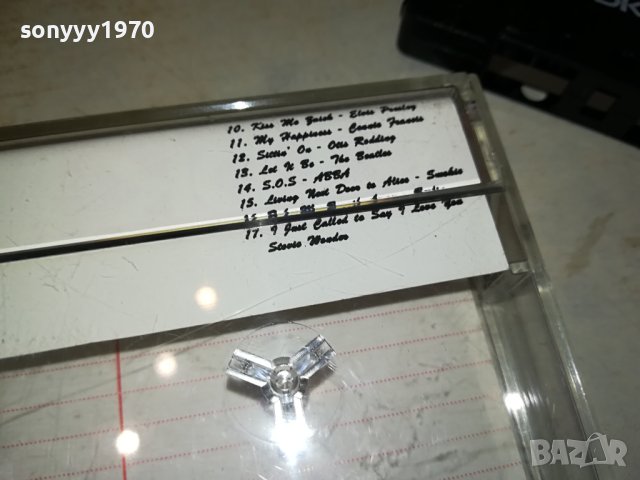 sonyyy1970
10. Kiss Me Quick - Elvis Presley
11. My Happiness - Connie Francis
12. Sittin' On - Otis Redding
13. Let It Be - The Beatles
14. S.O.S - ABBA
15. Living Next Door to Alice - Smokie
17. I Just Called to Say I Love You
Stevie Wonder
BAZAR